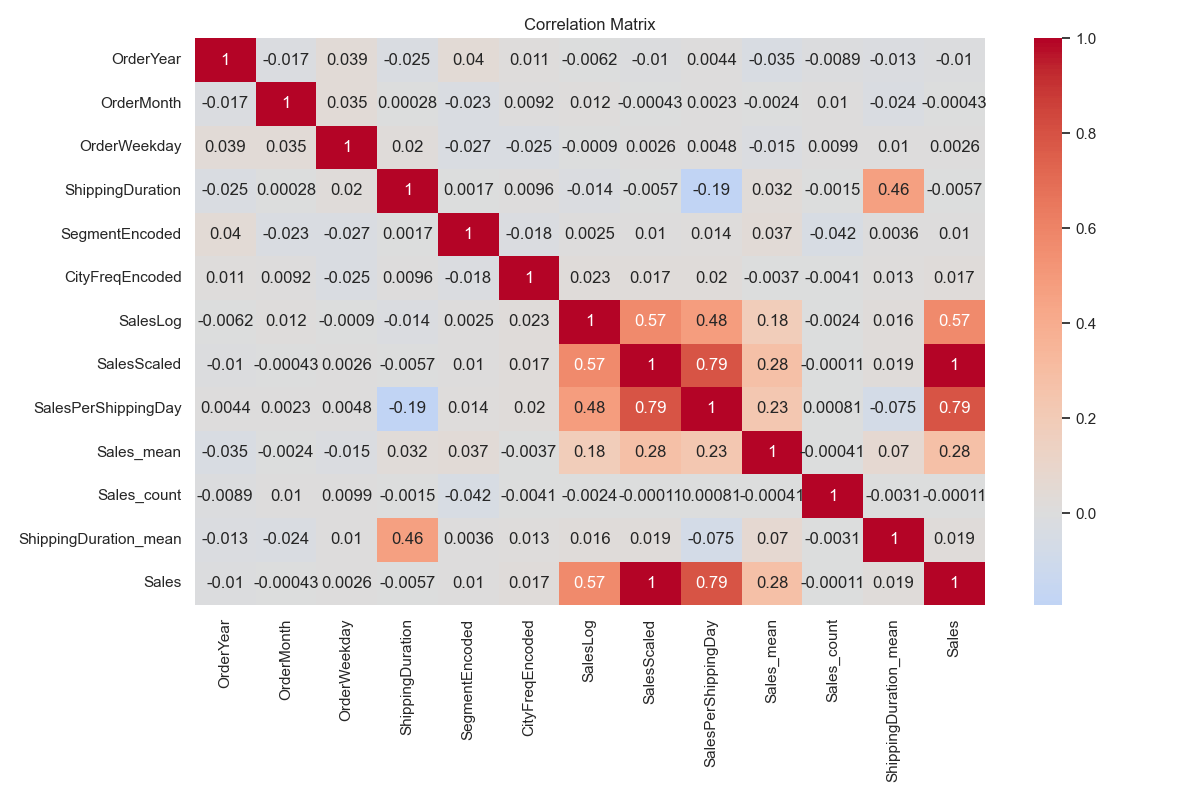 Correlation Matrix
OrderYear 1 -0.017 0.039 -0.025 0.04 0.011 -0.0062 -0.01 0.0044 -0.035 -0.0089 -0.013 -0.01
OrderMonth -0.017 1 0.035 0.00028 -0.023 0.0092 0.012 -0.00043 0.0023 -0.0024 0.01 -0.024 -0.00043
OrderWeekday 0.039 0.035 1 0.02 -0.027 -0.025 -0.0009 0.0026 0.0048 -0.015 0.0099 0.01 0.0026
ShippingDuration -0.025 0.00028 0.02 1 0.0017 0.0096 -0.014 -0.0057 -0.19 0.032 -0.0015 0.46 -0.0057
SegmentEncoded 0.04 -0.023 -0.027 0.0017 1 -0.018 0.0025 0.01 0.014 0.037 -0.042 0.0036 0.01
CityFreqEncoded 0.011 0.0092 -0.025 0.0096 -0.018 1 0.023 0.017 0.02 -0.0037 -0.0041 0.013 0.017
SalesLog -0.0062 0.012 -0.0009 -0.014 0.0025 0.023 1 0.57 0.48 0.18 -0.0024 0.016 0.57
SalesScaled -0.01 -0.00043 0.0026 -0.0057 0.01 0.017 0.57 1 0.79 0.28 -0.00011 0.019 1
SalesPerShippingDay 0.0044 0.0023 0.0048 -0.19 0.014 0.02 0.48 0.79 1 0.23 0.00081 -0.075 0.79
Sales_mean -0.035 -0.0024 -0.015 0.032 0.037 -0.0037 0.18 0.28 0.23 1 -0.00041 0.07 0.28
Sales_count -0.0089 0.01 0.0099 -0.0015 -0.042 -0.0041 -0.0024 -0.00011 0.00081 -0.00041 1 -0.0031 -0.00011
ShippingDuration_mean -0.013 -0.024 0.01 0.46 0.0036 0.013 0.016 0.019 -0.075 0.07 -0.0031 1 0.019
Sales -0.01 -0.00043 0.0026 -0.0057 0.01 0.017 0.57 1 0.79 0.28 -0.00011 0.019 1
OrderYear
OrderMonth
OrderWeekday
ShippingDuration
SegmentEncoded
CityFreqEncoded
SalesLog
SalesScaled
SalesPerShippingDay
Sales_mean
Sales_count
ShippingDuration_mean
Sales
1.0
0.8
0.6
0.4
0.2
0.0